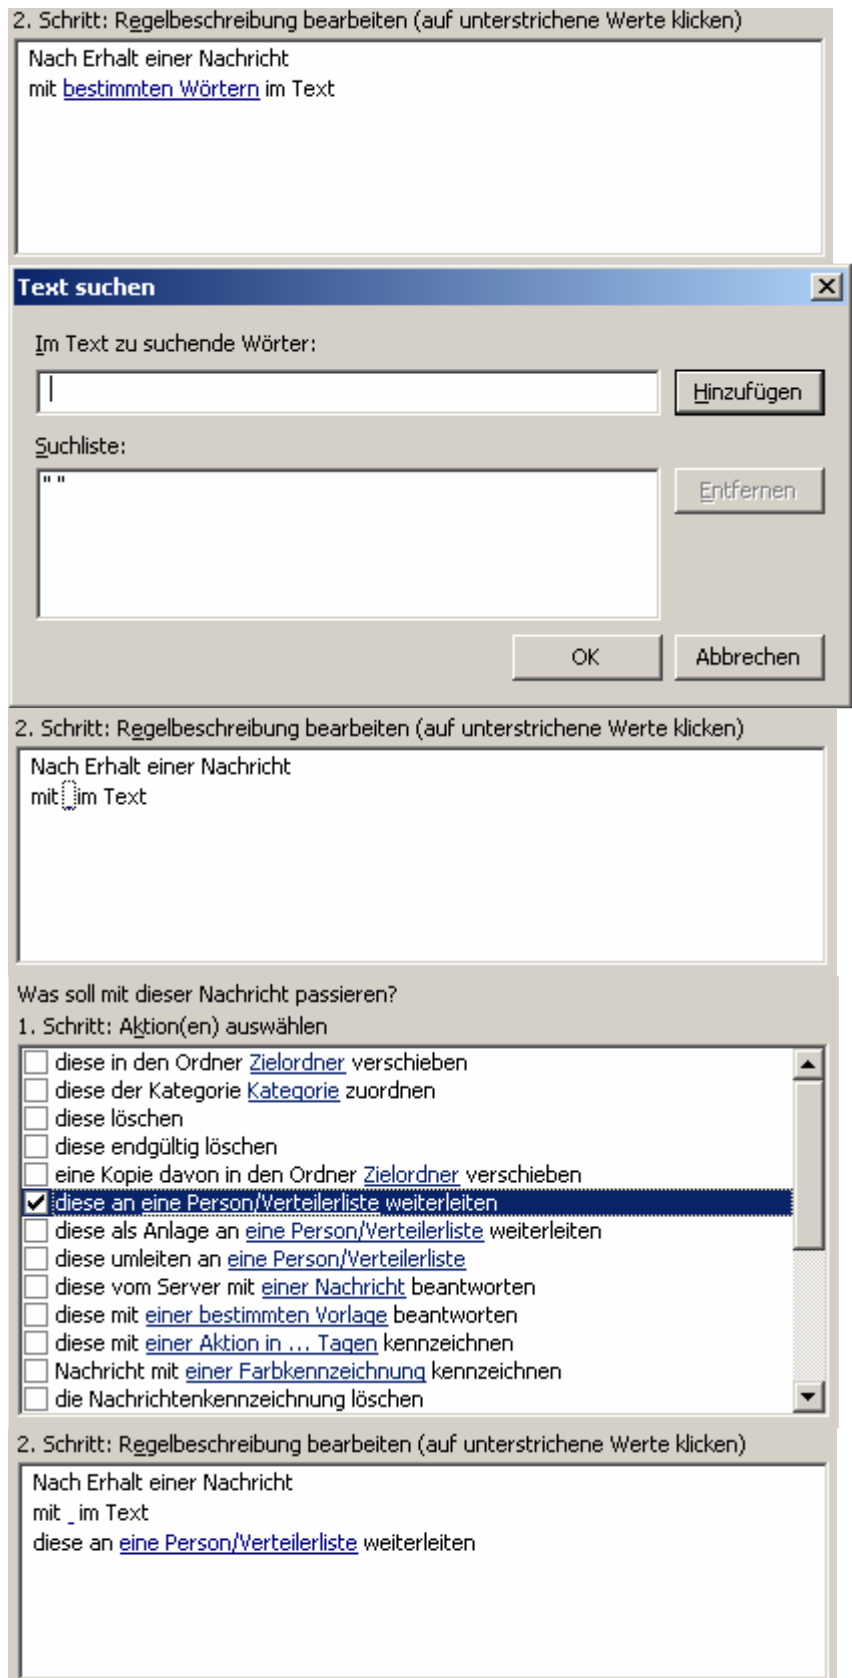 2. Schritt: Regelbeschreibung bearbeiten (auf unterstrichene Werte klicken)
Nach Erhalt einer Nachricht
mit bestimmten Wörtern im Text
Text suchen
Im Text zu suchende Wörter:
Hinzufügen
Suchliste:
" "
Entfernen
OK
Abbrechen
2. Schritt: Regelbeschreibung bearbeiten (auf unterstrichene Werte klicken)
Nach Erhalt einer Nachricht
mit im Text
Was soll mit dieser Nachricht passieren?
1. Schritt: Aktion(en) auswählen
diese in den Ordner Zielordner verschieben
diese der Kategorie Kategorie zuordnen
diese löschen
diese endgültig löschen
eine Kopie davon in den Ordner Zielordner verschieben
diese an eine Person/Verteilerliste weiterleiten
diese als Anlage an eine Person/Verteilerliste weiterleiten
diese umleiten an eine Person/Verteilerliste
diese vom Server mit einer Nachricht beantworten
diese mit einer bestimmten Vorlage beantworten
diese mit einer Aktion in ... Tagen kennzeichnen
Nachricht mit einer Farbkennzeichnung kennzeichnen
die Nachrichtenkennzeichnung löschen
2. Schritt: Regelbeschreibung bearbeiten (auf unterstrichene Werte klicken)
Nach Erhalt einer Nachricht
mit im Text
diese an eine Person/Verteilerliste weiterleiten